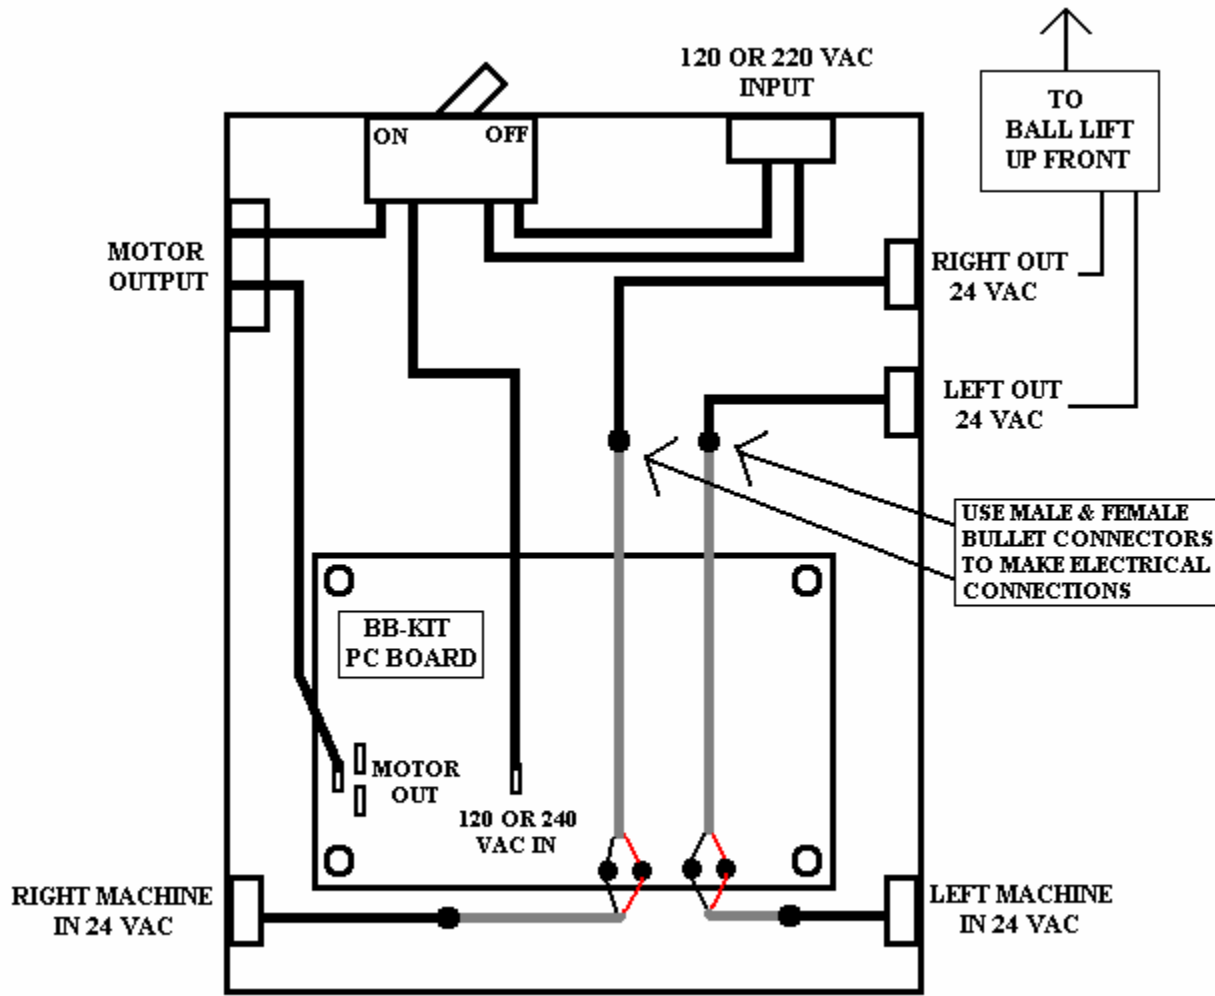 120 OR 220 VAC
INPUT
TO
BALL LIFT
UP FRONT
ON
OFF
MOTOR
OUTPUT
RIGHT OUT
24 VAC
LEFT OUT
24 VAC
USE MALE & FEMALE
BULLET CONNECTORS
TO MAKE ELECTRICAL
CONNECTIONS
BB-KIT
PC BOARD
MOTOR
OUT
120 OR 240
VAC IN
RIGHT MACHINE
IN 24 VAC
LEFT MACHINE
IN 24 VAC